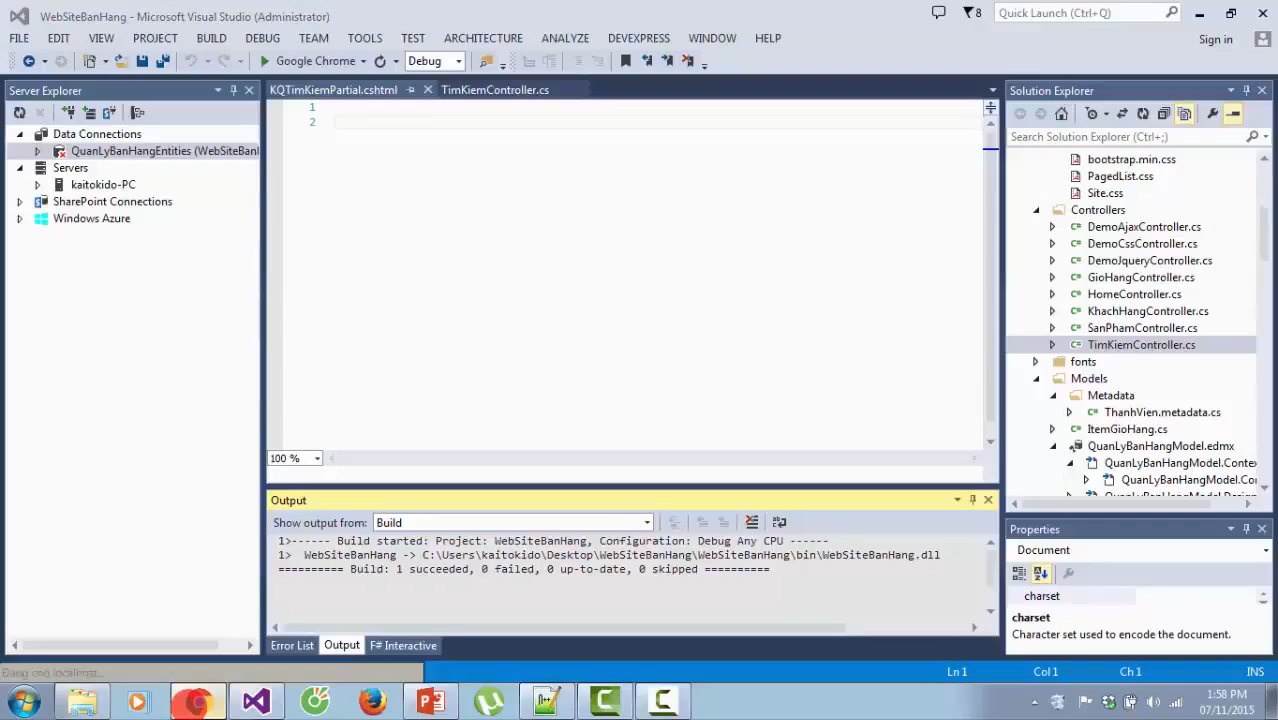 WebSiteBanHang - Microsoft Visual Studio (Administrator)
8
Quick Launch (Ctrl+Q)
FILE EDIT VIEW PROJECT BUILD DEBUG TEAM TOOLS TEST ARCHITECTURE ANALYZE DEVEXPRESS WINDOW HELP
Sign in
Google Chrome
Debug
Server Explorer
KQTimKiemPartial.cshtml
TimKiemController.cs
Solution Explorer
Search Solution Explorer (Ctrl+;)
Data Connections
QuanLyBanHangEntities (WebSiteBanH
Servers
kaitokido-PC
SharePoint Connections
Windows Azure
1
2
100 %
bootstrap.min.css
PagedList.css
Site.css
Controllers
DemoAjaxController.cs
DemoCssController.cs
DemoJqueryController.cs
GioHangController.cs
HomeController.cs
KhachHangController.cs
SanPhamController.cs
TimKiemController.cs
fonts
Models
Metadata
ThanhVien.metadata.cs
ItemGioHang.cs
QuanLyBanHangModel.edmx
QuanLyBanHangModel.Conte
QuanLyBanHangModel.Co
Output
Show output from:
Build
1>------ Build started: Project: WebSiteBanHang, Configuration: Debug Any CPU ------
1>  WebSiteBanHang -> C:\Users\kaitokido\Desktop\WebSiteBanHang\WebSiteBanHang\bin\WebSiteBanHang.dll
========== Build: 1 succeeded, 0 failed, 0 up-to-date, 0 skipped ==========
Error List
Output
F# Interactive
Properties
Document
charset
charset
Character set used to encode the document.
Ln 1
Col 1
Ch 1
INS
1:58 PM
07/11/2015